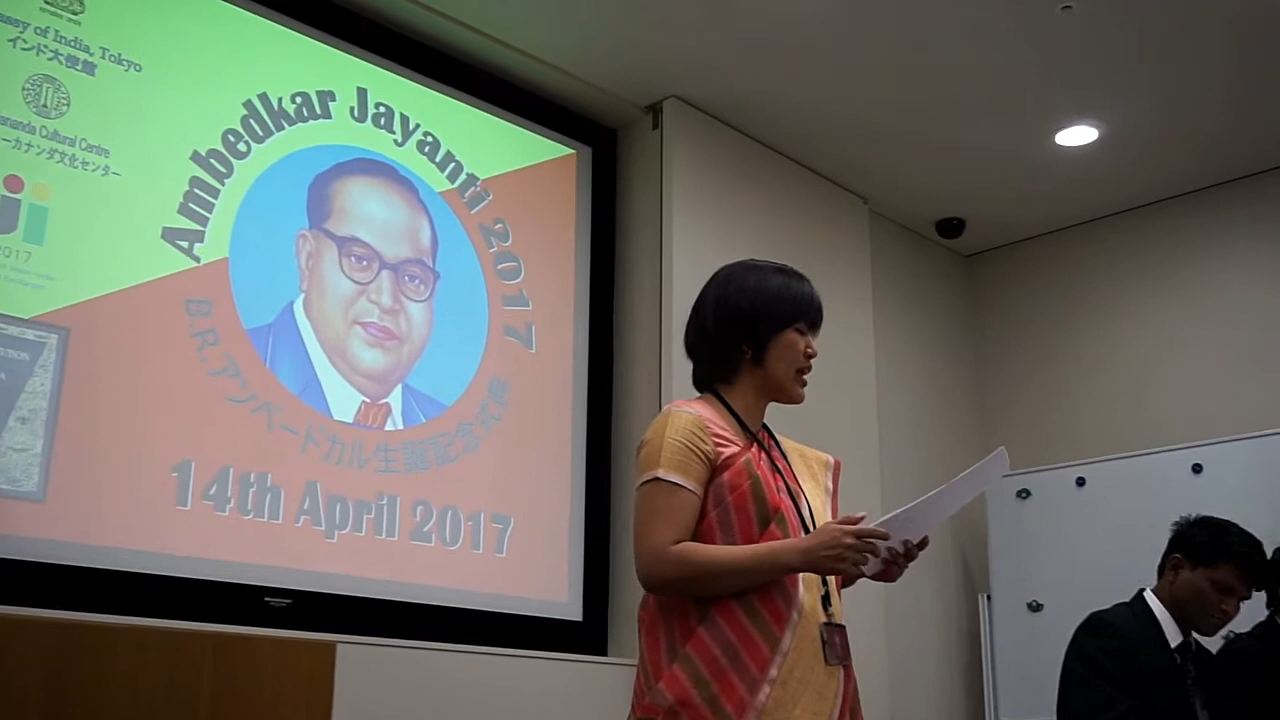 of India, Tokyo
インド大使館
Cultural Centre
ーカナンダ文化センター
2017
Ambedkar Jayanti 2017
B.R.アンベードカル生誕記念式典
14th April 2017